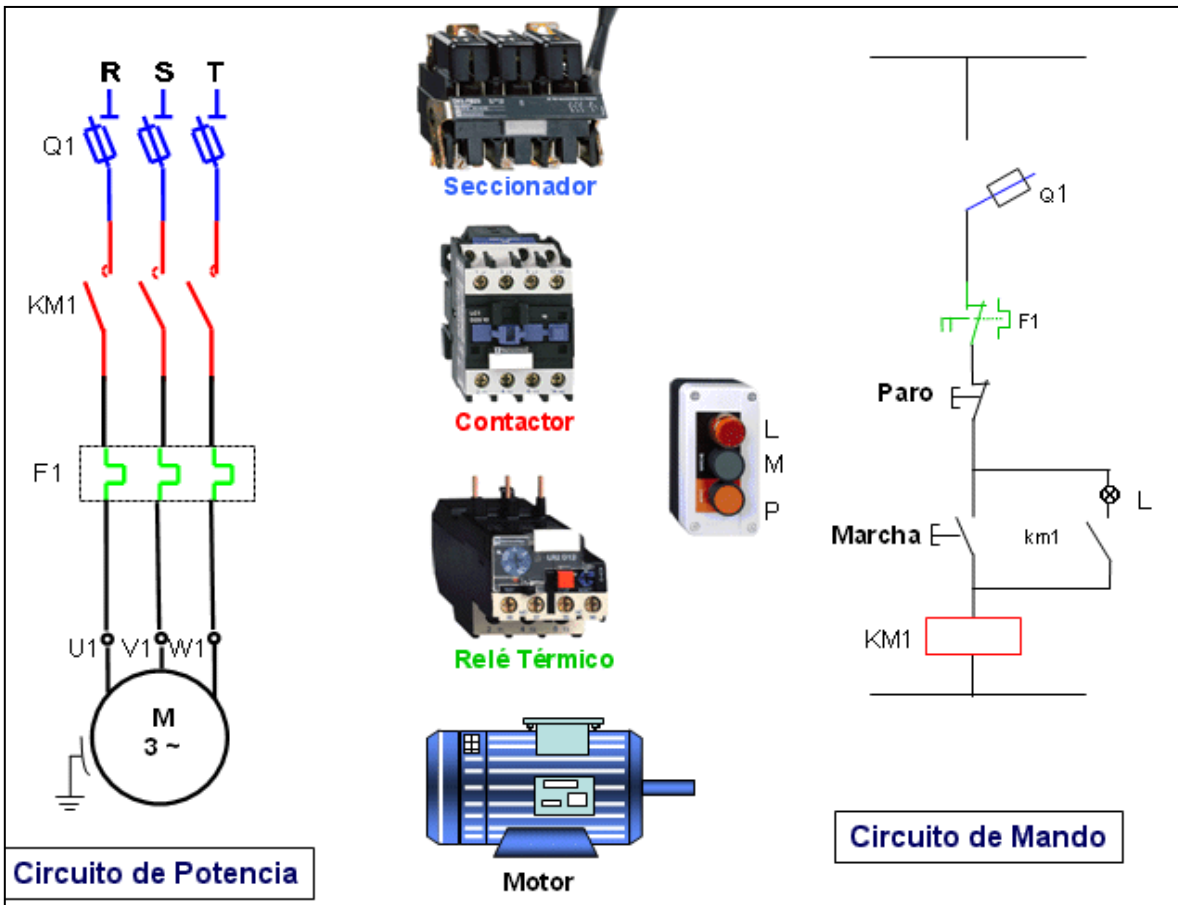 R S T
Q1
KM1
F1
U1 V1 W1
M
3 ~
Circuito de Potencia
Seccionador
Contactor
Relé Térmico
Motor
L
M
P
Q1
F1
Paro
L
Marcha
km1
KM1
Circuito de Mando